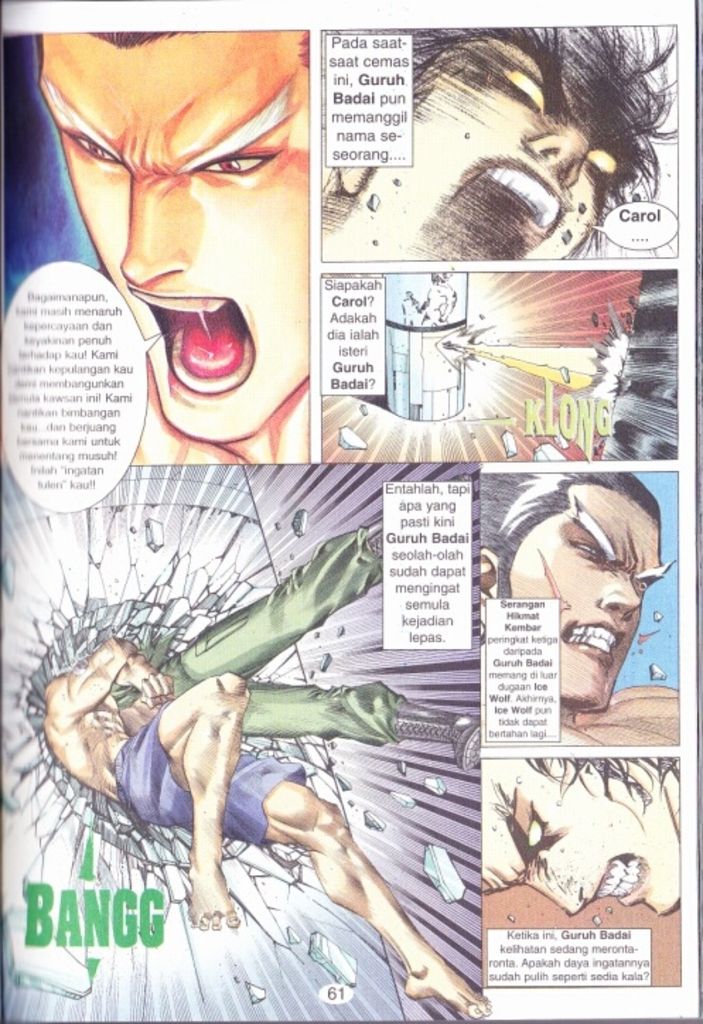 Bagaimanapun,
kami masih menaruh
kepercayaan dan
keyakinan penuh
terhadap kau! Kami
nantikan kepulangan kau
demi membangunkan
semula kawsan ini! Kami
nantikan bimbangan
kau...dan berjuang
bersama kami untuk
menentang musuh!
Inilah "ingatan
tulen" kau!!
Pada saat-
saat cemas
ini, Guruh
Badai pun
memanggil
nama se-
seorang....
Carol
....
Siapakah
Carol?
Adakah
dia ialah
isteri
Guruh
Badai?
KLONG
Entahlah, tapi
apa yang
pasti kini
Guruh Badai
seolah-olah
sudah dapat
mengingat
semula
kejadian
lepas.
Serangan
Hikmat
Kembar
peringkat ketiga
daripada
Guruh Badai
memang di luar
dugaan Ice
Wolf. Akhirnya,
Ice Wolf pun
tidak dapat
bertahan lagi....
BANGG
Ketika ini, Guruh Badai
kelihatan sedang meronta-
ronta. Apakah daya ingatannya
sudah pulih seperti sedia kala?
61